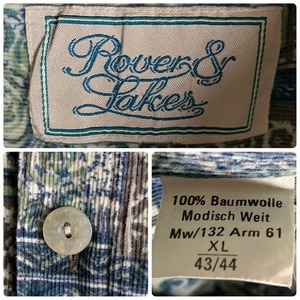 Rover &
Lakes
100% Baumwolle
Modisch Weit
Mw/132 Arm 61
XL
43/44